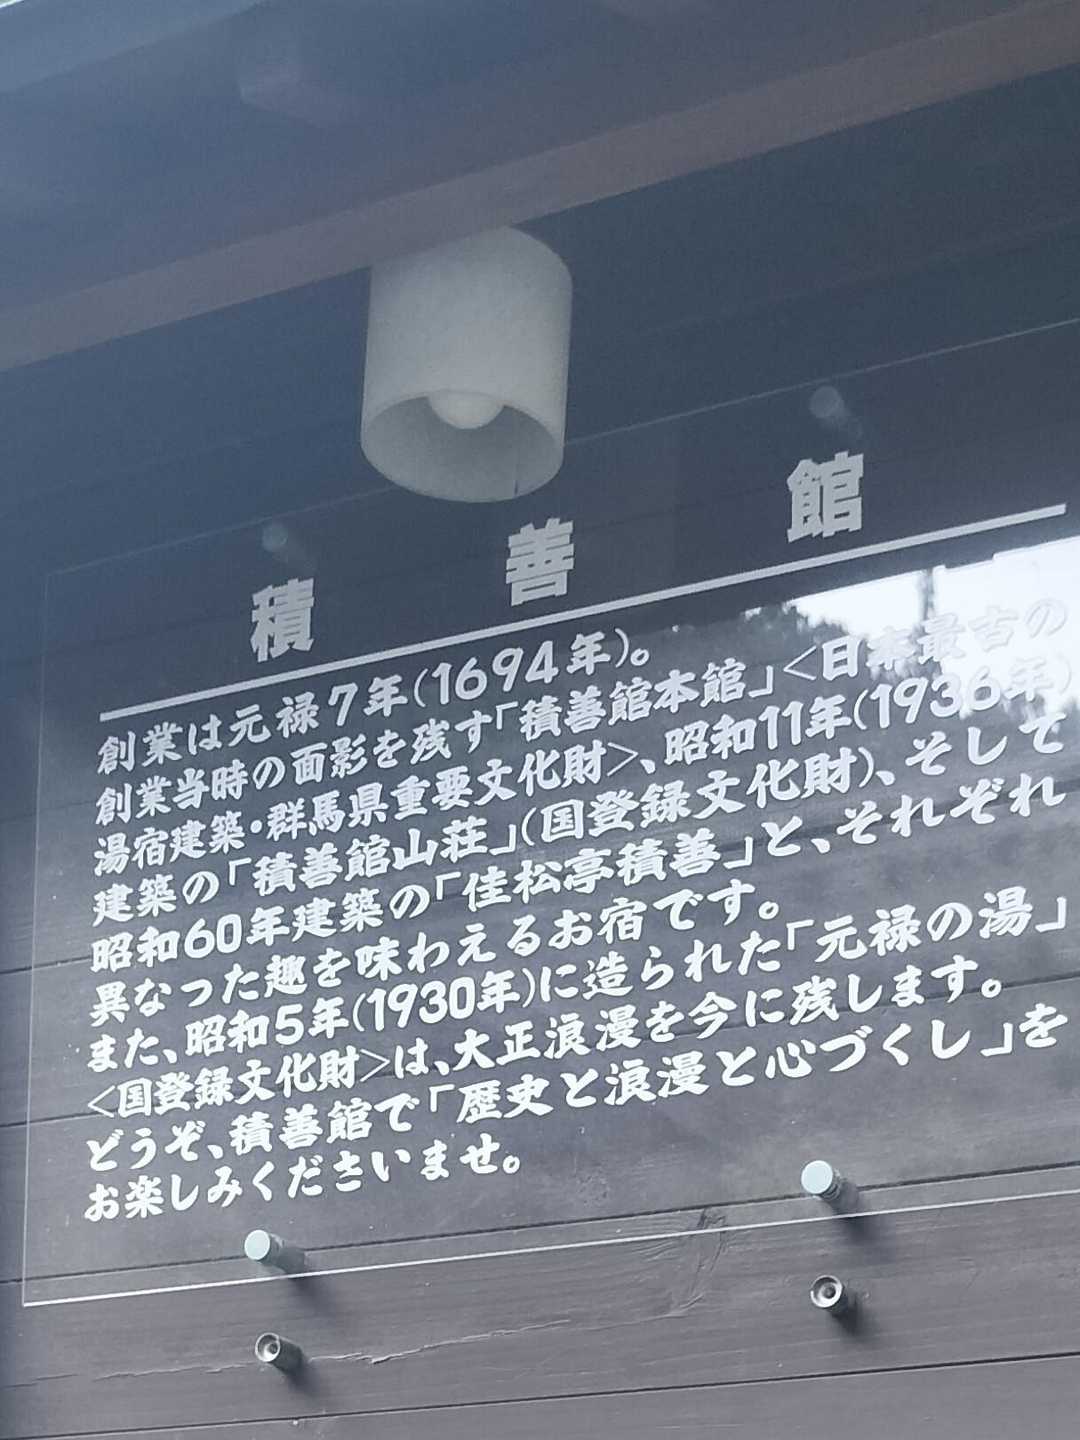 積善館
創業は元禄7年(1694年)。
創業当時の面影を残す「積善館本館」<日本最古の
湯宿建築・群馬県重要文化財>、昭和11年(1936年)
建築の「積善館山荘」(国登録文化財)、そして
昭和60年建築の「佳松亭積善」と、それぞれ
異なった趣を味わえるお宿です。
また、昭和5年(1930年)に造られた「元禄の湯」
<国登録文化財>は、大正浪漫を今に残します。
どうぞ、積善館で「歴史と浪漫と心づくし」を
お楽しみくださいませ。